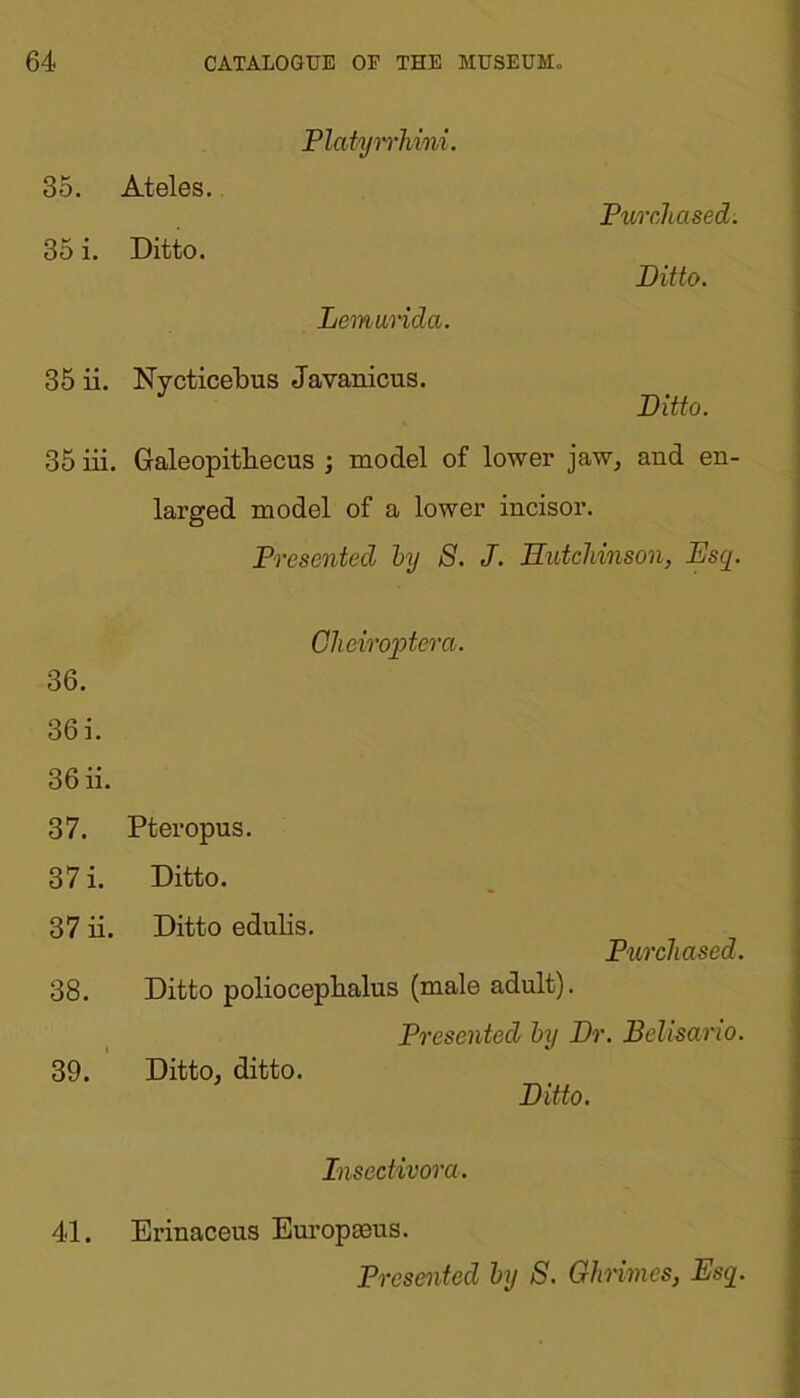 64 CATALOGUE OF THE MUSEUM.
Platyrrhini.
35. Ateles.
Purchased.
35 i. Ditto.
Ditto.
Lemurida.
35 ii. Nycticebus Javanicus.
Ditto.
35 iii. Galeopithecus ; model of lower jaw, and en-
larged model of a lower incisor.
Presented by S. J. Hutchinson, Esq.
Cheiroptera.
36.
36 i.
36 ii.
37. Pteropus.
37 i. Ditto.
37 ii. Ditto edulis.
Purchased.
38. Ditto poliocephalus (male adult).
Presented by Dr. Belisario.
39. Ditto, ditto.
Ditto.
Insectivora.
41. Erinaceus Europæus.
Presented by S. Ghrimes, Esq.